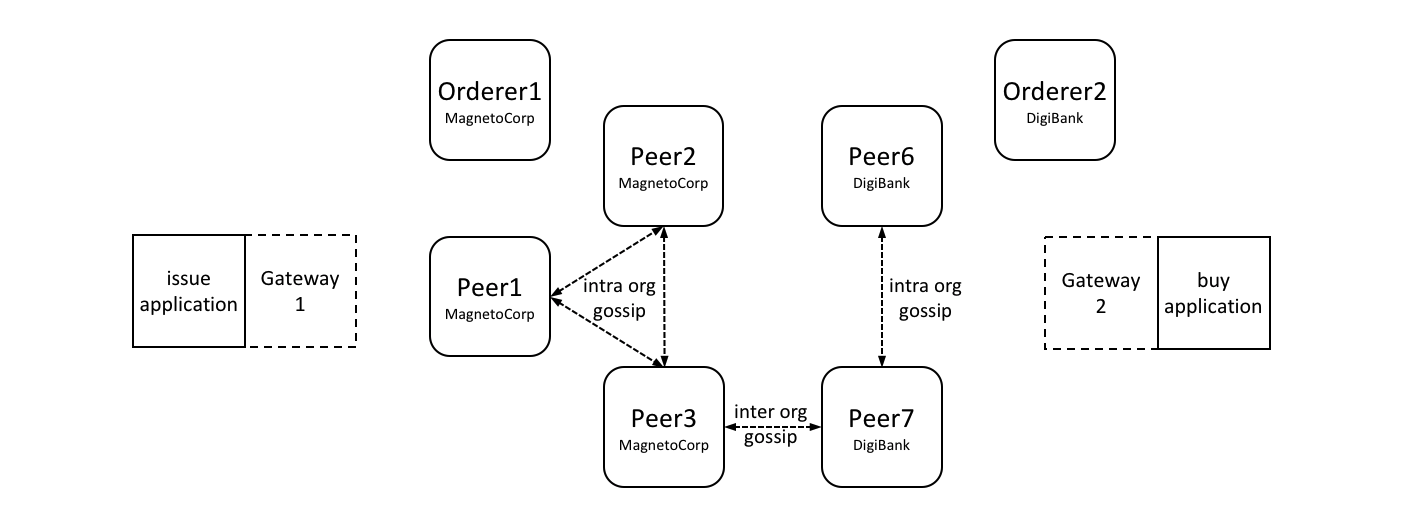 Orderer1
MagnetoCorp
Orderer2
DigiBank
Peer2
MagnetoCorp
Peer6
DigiBank
issue
application
Gateway
1
Peer1
MagnetoCorp
intra org
gossip
intra org
gossip
Gateway
2
buy
application
Peer3
MagnetoCorp
inter org
gossip
Peer7
DigiBank